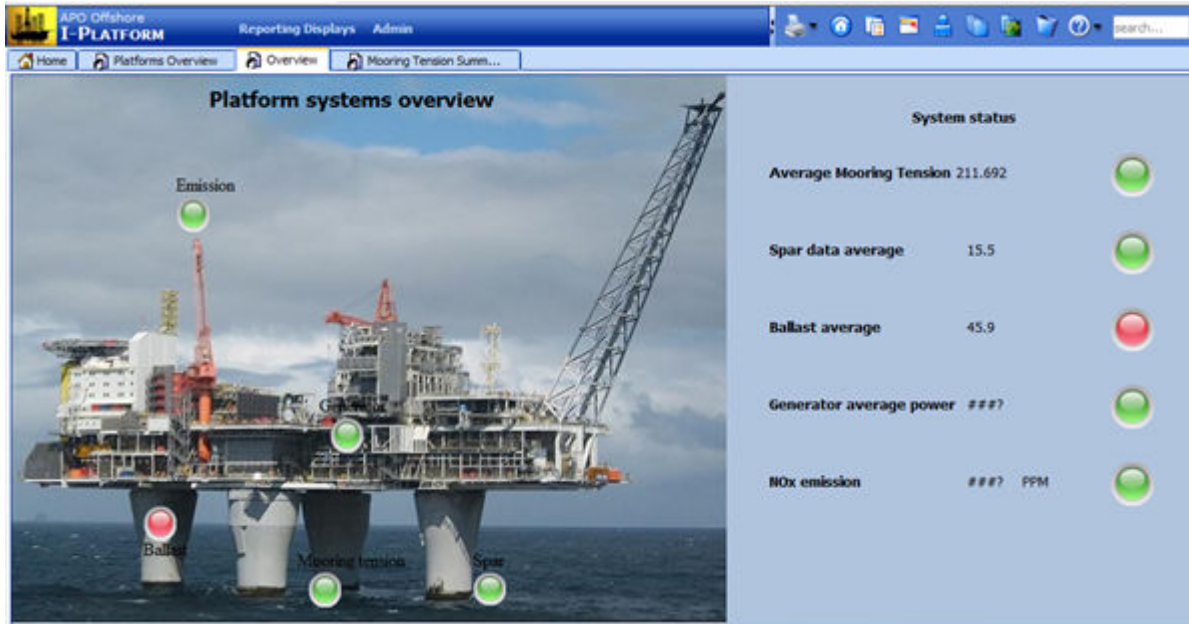 APO Offshore
I-PLATFORM
Reporting Displays Admin
search...
Home Platforms Overview Overview Mooring Tension Summ...
Platform systems overview
Emission
Ballast
Mooring tension
Spar
System status
Average Mooring Tension 211.692
Spar data average 15.5
Ballast average 45.9
Generator average power ###?
NOx emission ###? PPM